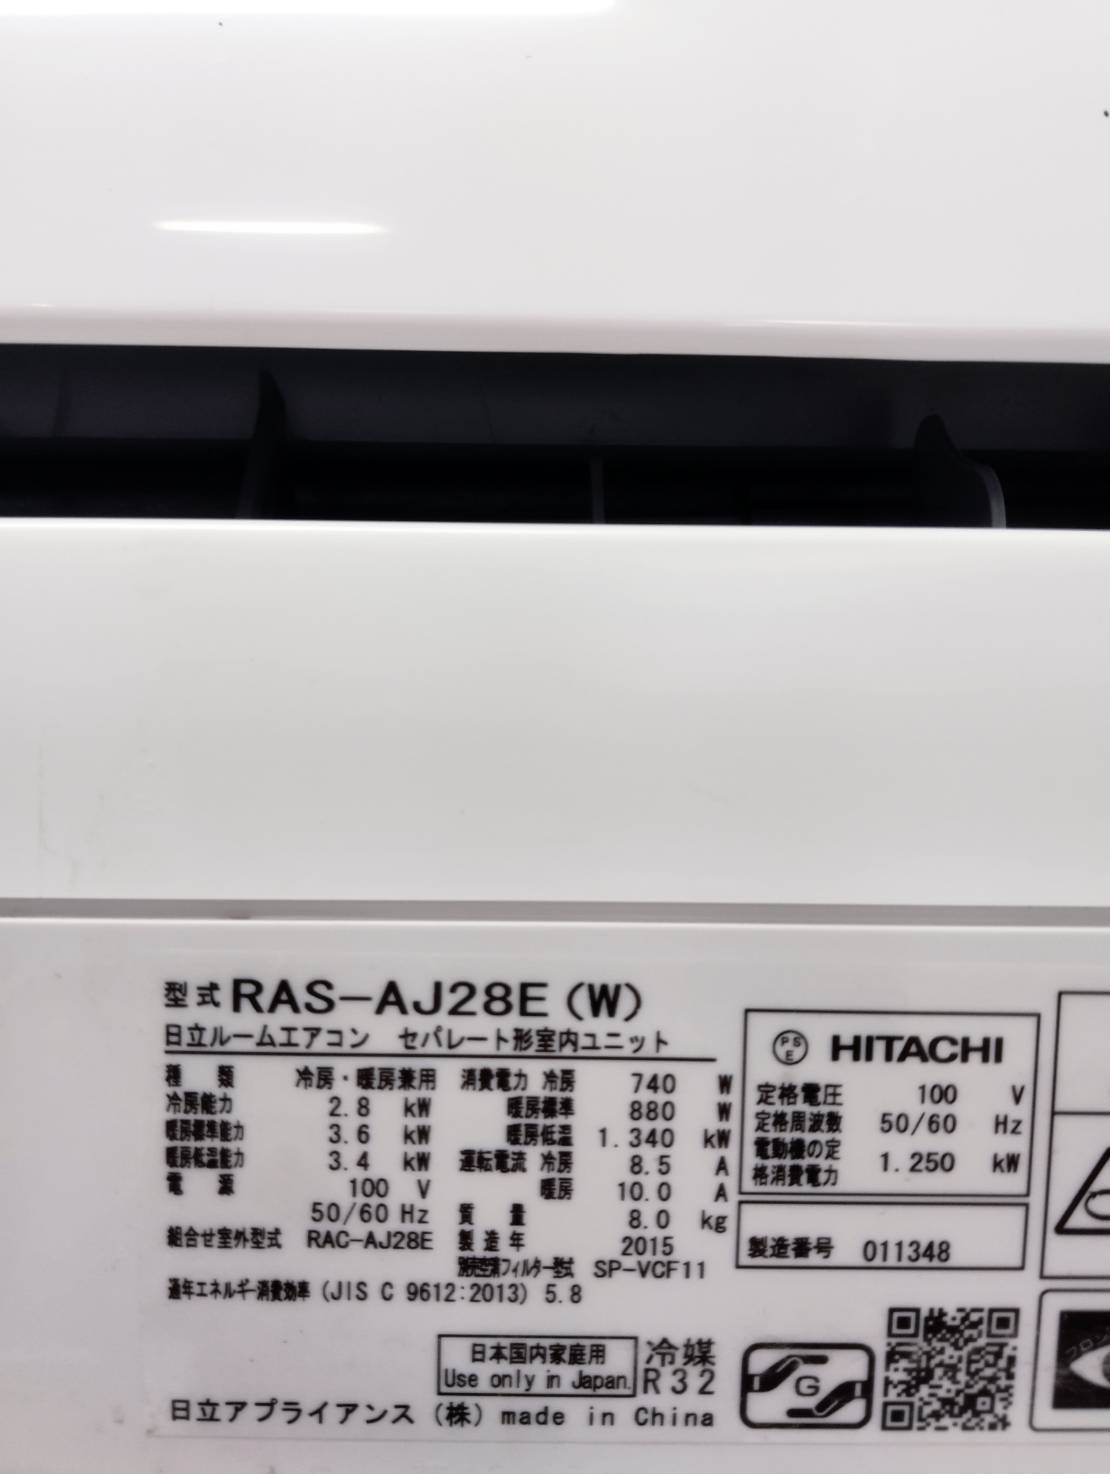 型式 RAS-AJ28E(W)
日立ルームエアコン セパレート形室内ユニット
種類 冷房・暖房兼用 消費電力 冷房 740 W
冷房能力 2.8 kW 暖房標準 880 W
暖房標準能力 3.6 kW 暖房低温 1.340 kW
暖房低温能力 3.4 kW 運転電流 冷房 8.5 A
電源 100 V 暖房 10.0 A
50/60 Hz 質量 8.0 kg
組合せ室外型式 RAC-AJ28E 製造年 2015
別売空清フィルター型式 SP-VCF11
通年エネルギー消費効率 (JIS C 9612:2013) 5.8
日本国内家庭用
Use only in Japan.
冷媒
R32
日立アプライアンス(株) made in China
PSE HITACHI
定格電圧 100 V
定格周波数 50/60 Hz
電動機の定
格消費電力 1.250 kW
製造番号 011348
G
フロン